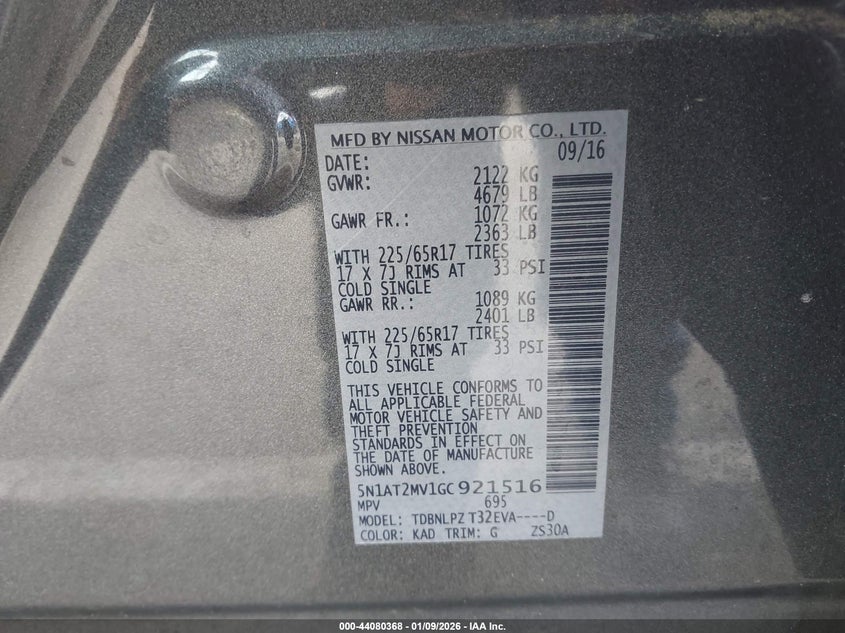 MFD BY NISSAN MOTOR CO., LTD.
DATE: 09/16
GVWR: 2122 KG
4679 LB
GAWR FR.: 1072 KG
2363 LB
WITH 225/65R17 TIRES
17 X 7J RIMS AT 33 PSI
COLD SINGLE
GAWR RR.: 1089 KG
2401 LB
WITH 225/65R17 TIRES
17 X 7J RIMS AT 33 PSI
COLD SINGLE
THIS VEHICLE CONFORMS TO
ALL APPLICABLE FEDERAL
MOTOR VEHICLE SAFETY AND
THEFT PREVENTION
STANDARDS IN EFFECT ON
THE DATE OF MANUFACTURE
SHOWN ABOVE.
5N1AT2MV1GC921516
MPV 695
MODEL: TDBNLPZ T32EVA----D
COLOR: KAD TRIM: G ZS30A
000-44080368 - 01/09/2026 - IAA Inc.